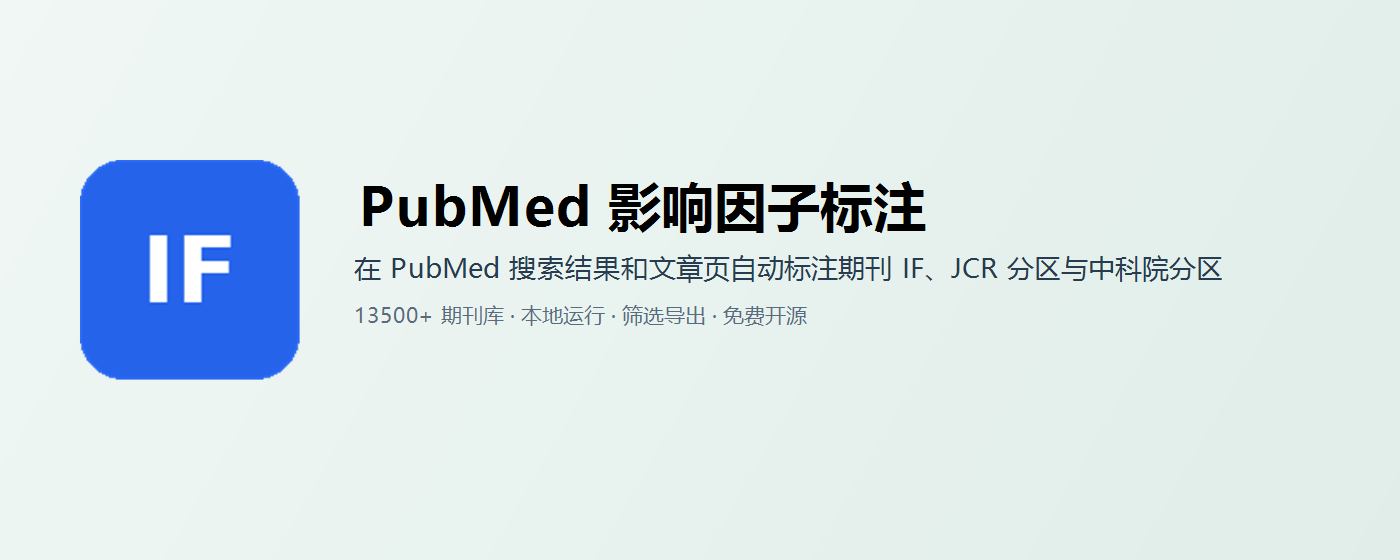 IF
PubMed 影响因子标注
在 PubMed 搜索结果和文章页自动标注期刊 IF、JCR 分区与中科院分区
13500+ 期刊库 · 本地运行 · 筛选导出 · 免费开源